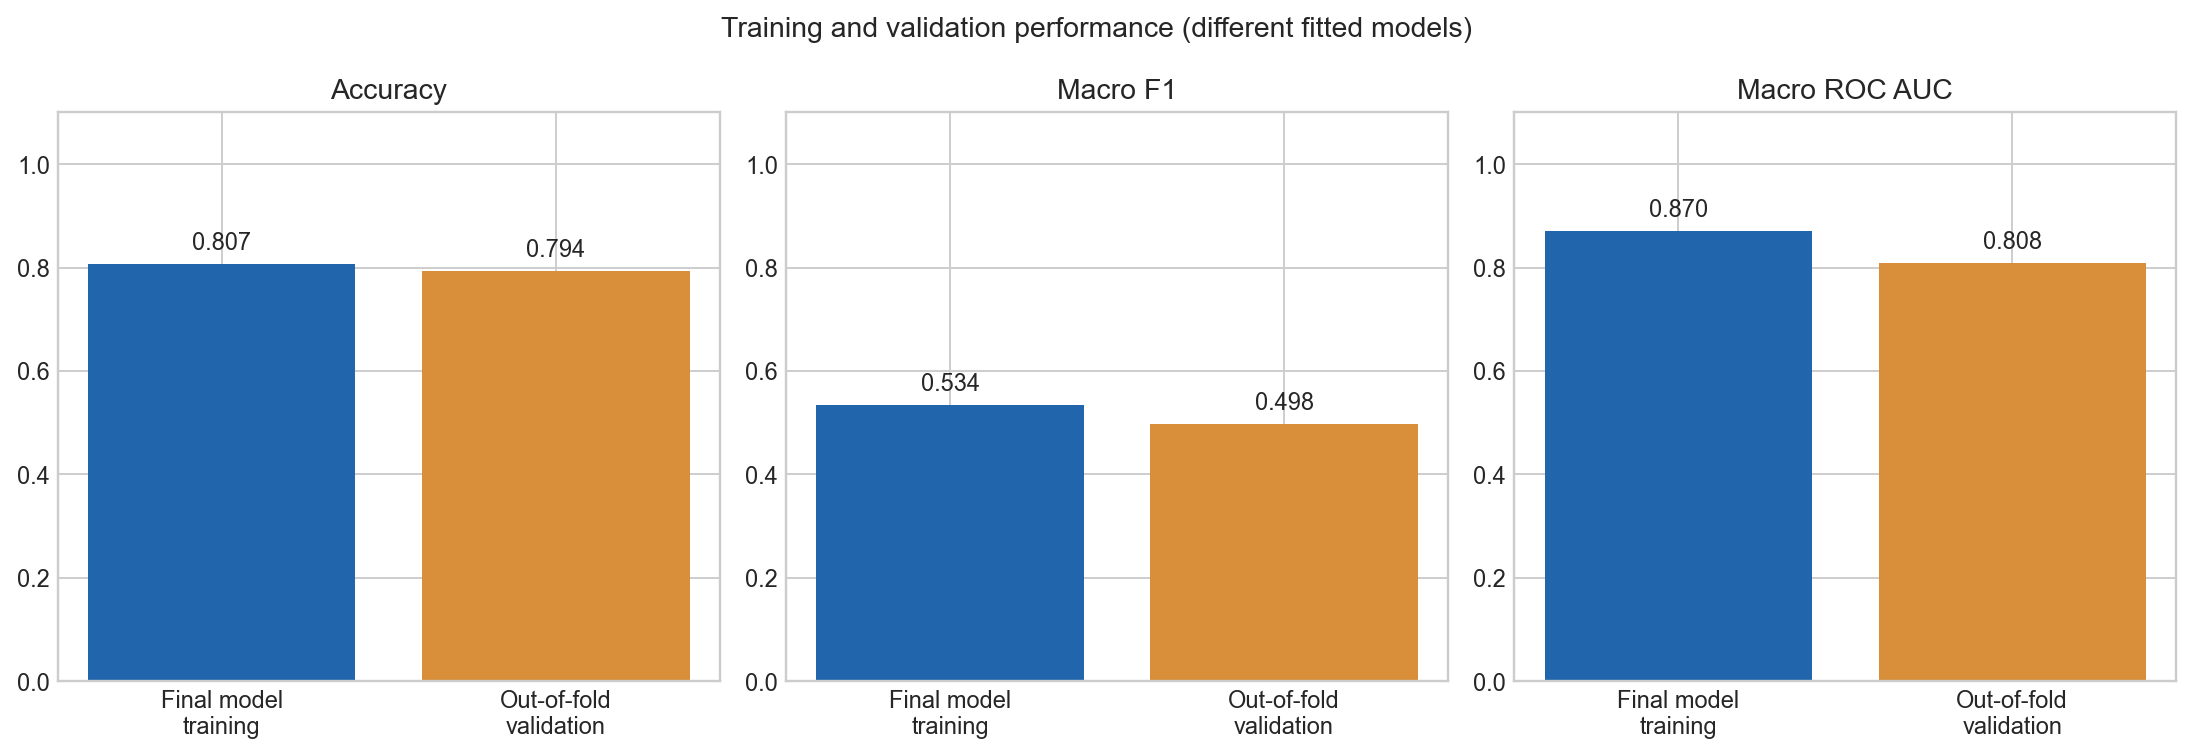 Training and validation performance (different fitted models)
Accuracy
1.0
0.8
0.6
0.4
0.2
0.0
0.807
0.794
Final model
training
Out-of-fold
validation
Macro F1
1.0
0.8
0.6
0.4
0.2
0.0
0.534
0.498
Final model
training
Out-of-fold
validation
Macro ROC AUC
1.0
0.8
0.6
0.4
0.2
0.0
0.870
0.808
Final model
training
Out-of-fold
validation